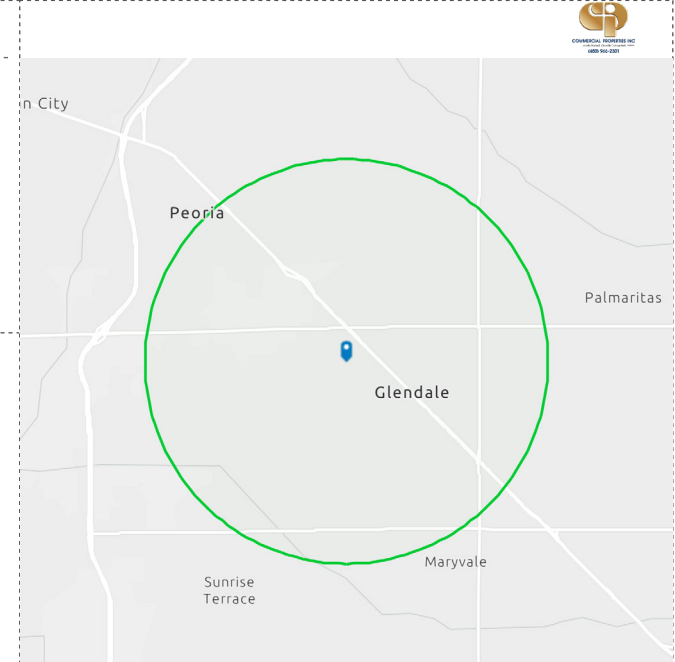 COMMERCIAL PROPERTIES INC
n City
Peoria
Palmaritas
Glendale
Maryvale
Sunrise
Terrace